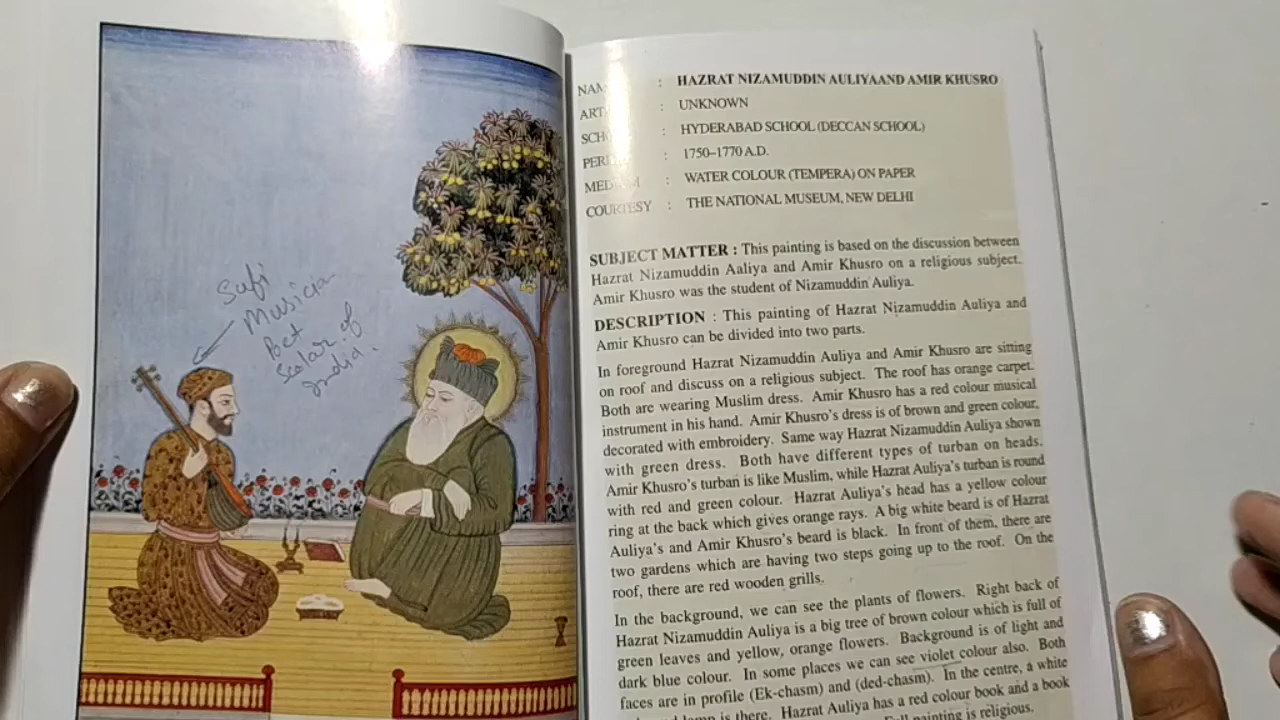 Sufi
Musician
Bet
Scalar of
India.
NAM : HAZRAT NIZAMUDDIN AULIYAAND AMIR KHUSRO
ART : UNKNOWN
SCH : HYDERABAD SCHOOL (DECCAN SCHOOL)
PERI : 1750–1770 A.D.
MEDIUM : WATER COLOUR (TEMPERA) ON PAPER
COURTESY : THE NATIONAL MUSEUM, NEW DELHI
SUBJECT MATTER : This painting is based on the discussion between
Hazrat Nizamuddin Aaliya and Amir Khusro on a religious subject.
Amir Khusro was the student of Nizamuddin Auliya.
DESCRIPTION : This painting of Hazrat Nizamuddin Auliya and
Amir Khusro can be divided into two parts.
In foreground Hazrat Nizamuddin Auliya and Amir Khusro are sitting
on roof and discuss on a religious subject. The roof has orange carpet.
Both are wearing Muslim dress. Amir Khusro has a red colour musical
instrument in his hand. Amir Khusro's dress is of brown and green colour,
decorated with embroidery. Same way Hazrat Nizamuddin Auliya shown
with green dress. Both have different types of turban on heads.
Amir Khusro's turban is like Muslim, while Hazrat Auliya's turban is round
with red and green colour. Hazrat Auliya's head has a yellow colour
ring at the back which gives orange rays. A big white beard is of Hazrat
Auliya's and Amir Khusro's beard is black. In front of them, there are
two gardens which are having two steps going up to the roof. On the
roof, there are red wooden grills.
In the background, we can see the plants of flowers. Right back of
Hazrat Nizamuddin Auliya is a big tree of brown colour which is full of
green leaves and yellow, orange flowers. Background is of light and
dark blue colour. In some places we can see violet colour also. Both
faces are in profile (Ek-chasm) and (ded-chasm). In the centre, a white
lamp is there. Hazrat Auliya has a red colour book and a book
painting is religious.